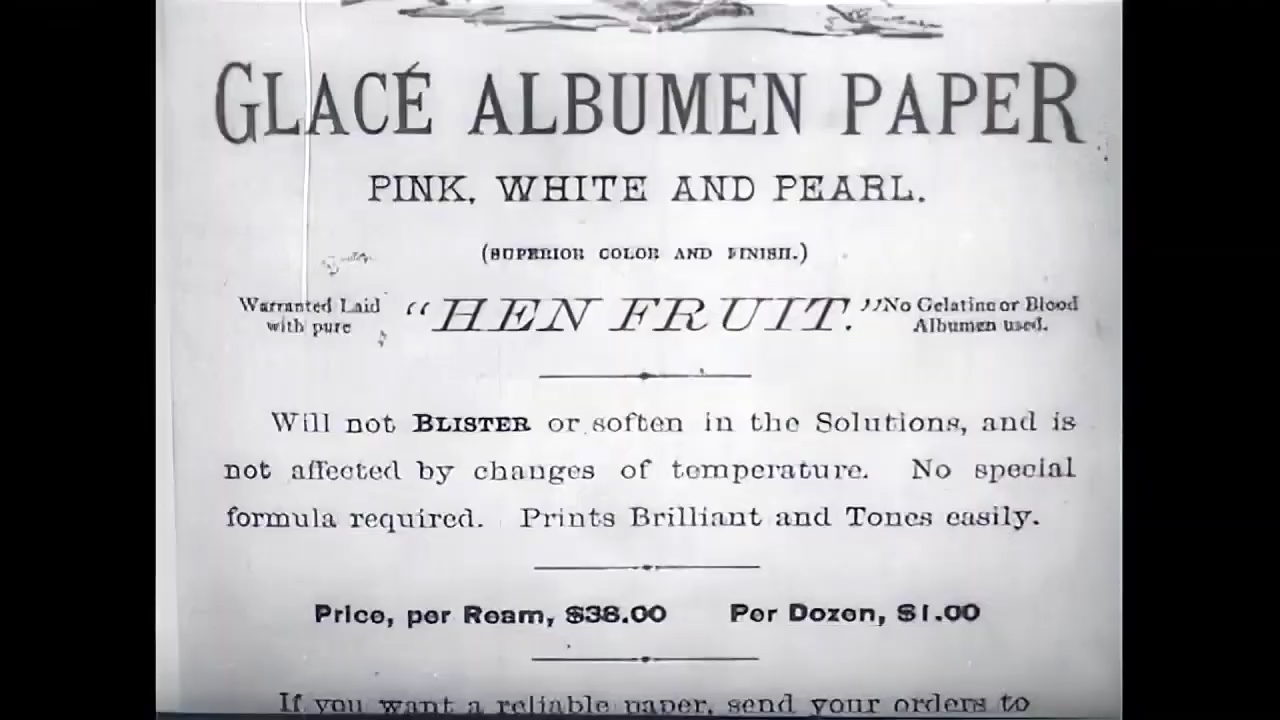 GLACÉ ALBUMEN PAPER
PINK, WHITE AND PEARL.
(SUPERIOR COLOR AND FINISH.)
Warranted Laid with pure "HEN FRUIT." No Gelatine or Blood Albumen used.
Will not BLISTER or soften in the Solutions, and is
not affected by changes of temperature. No special
formula required. Prints Brilliant and Tones easily.
Price, per Ream, $38.00 Per Dozen, $1.00
If you want a reliable paper, send your orders to